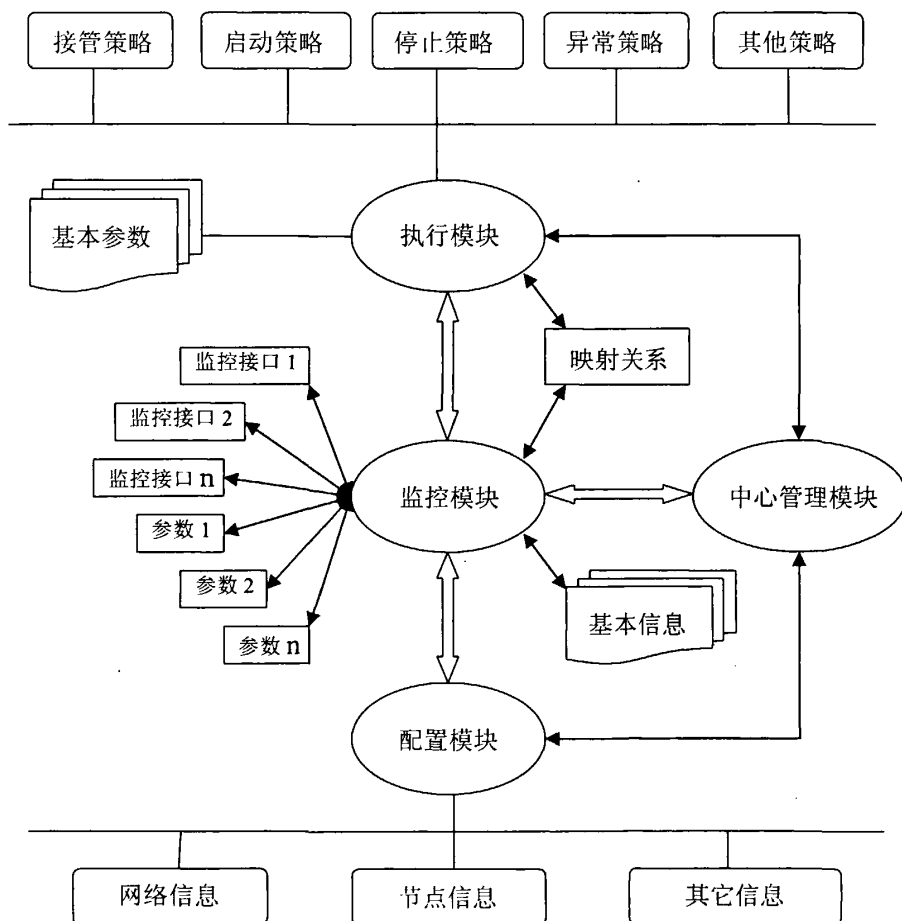 接管策略
启动策略
停止策略
异常策略
其他策略
基本参数
执行模块
映射关系
监控接口 1
监控接口 2
监控接口 n
参数 1
参数 2
参数 n
监控模块
中心管理模块
基本信息
配置模块
网络信息
节点信息
其它信息